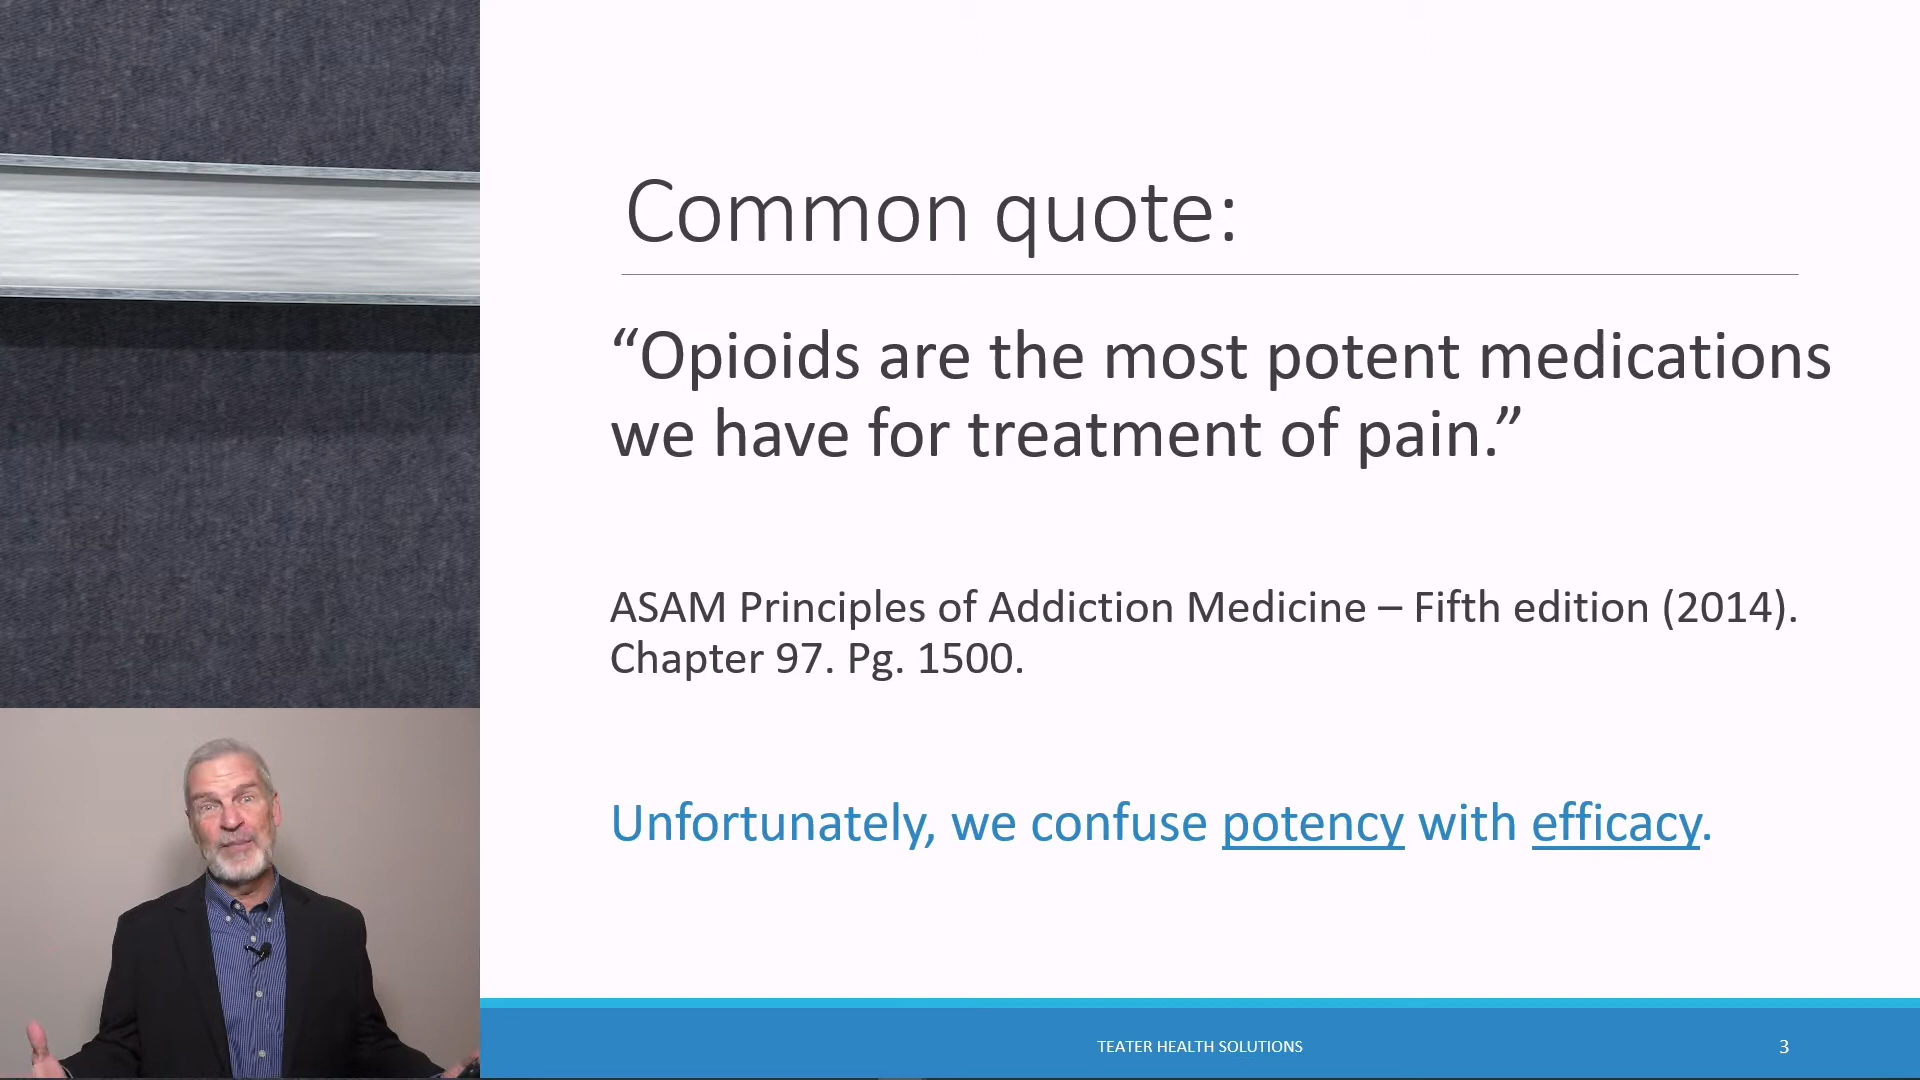 Common quote:
“Opioids are the most potent medications
we have for treatment of pain.”
ASAM Principles of Addiction Medicine – Fifth edition (2014).
Chapter 97. Pg. 1500.
Unfortunately, we confuse potency with efficacy.
TEATER HEALTH SOLUTIONS
3